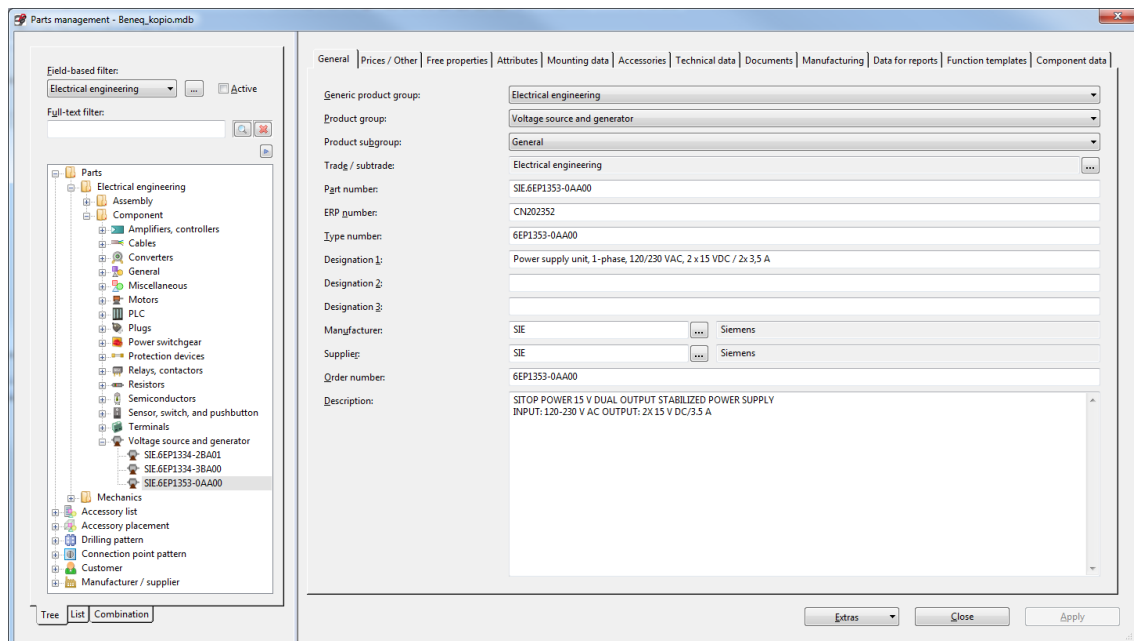 Parts management - Beneq_kopio.mdb
Field-based filter:
Electrical engineering
...
Active
Full-text filter:
Parts
Electrical engineering
Assembly
Component
Amplifiers, controllers
Cables
Converters
General
Miscellaneous
Motors
PLC
Plugs
Power switchgear
Protection devices
Relays, contactors
Resistors
Semiconductors
Sensor, switch, and pushbutton
Terminals
Voltage source and generator
SIE.6EP1334-2BA01
SIE.6EP1334-3BA00
SIE.6EP1353-0AA00
Mechanics
Accessory list
Accessory placement
Drilling pattern
Connection point pattern
Customer
Manufacturer / supplier
Tree List Combination
General Prices / Other Free properties Attributes Mounting data Accessories Technical data Documents Manufacturing Data for reports Function templates Component data
Generic product group: Electrical engineering
Product group: Voltage source and generator
Product subgroup: General
Trade / subtrade: Electrical engineering ...
Part number: SIE.6EP1353-0AA00
ERP number: CN202352
Type number: 6EP1353-0AA00
Designation 1: Power supply unit, 1-phase, 120/230 VAC, 2 x 15 VDC / 2x 3,5 A
Designation 2:
Designation 3:
Manufacturer: SIE ... Siemens
Supplier: SIE ... Siemens
Order number: 6EP1353-0AA00
Description: SITOP POWER 15 V DUAL OUTPUT STABILIZED POWER SUPPLY
INPUT: 120-230 V AC OUTPUT: 2X 15 V DC/3.5 A
Extras Close Apply